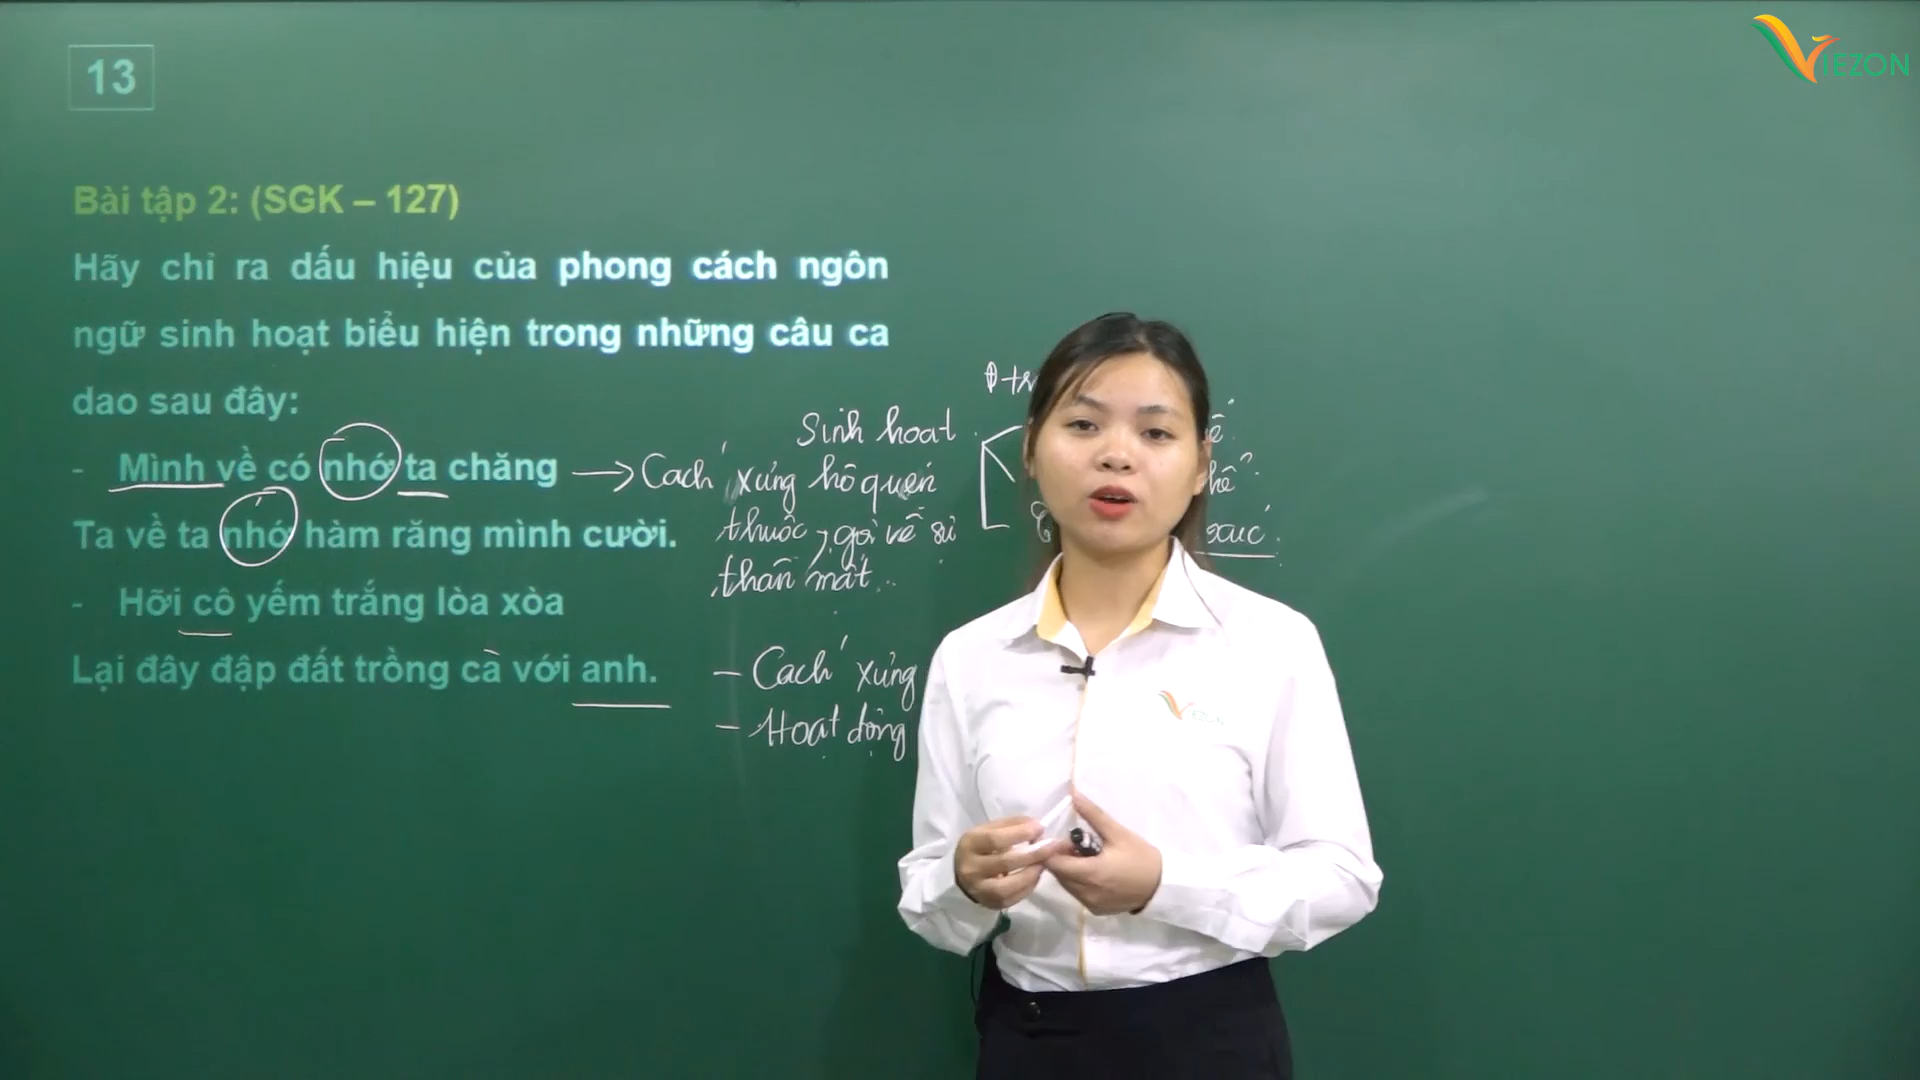 13
VIEZON
Bài tập 2: (SGK – 127)
Hãy chỉ ra dấu hiệu của phong cách ngôn
ngữ sinh hoạt biểu hiện trong những câu ca
dao sau đây:
- Mình về có nhớ ta chăng
Ta về ta nhớ hàm răng mình cười.
- Hỡi cô yếm trắng lòa xòa
Lại đây đập đất trồng cà với anh.
Sinh hoạt
Cách xưng hô quen
thuộc, gợi về sự
thân mật.
- Cách xưng
- Hoạt động
VIEZON